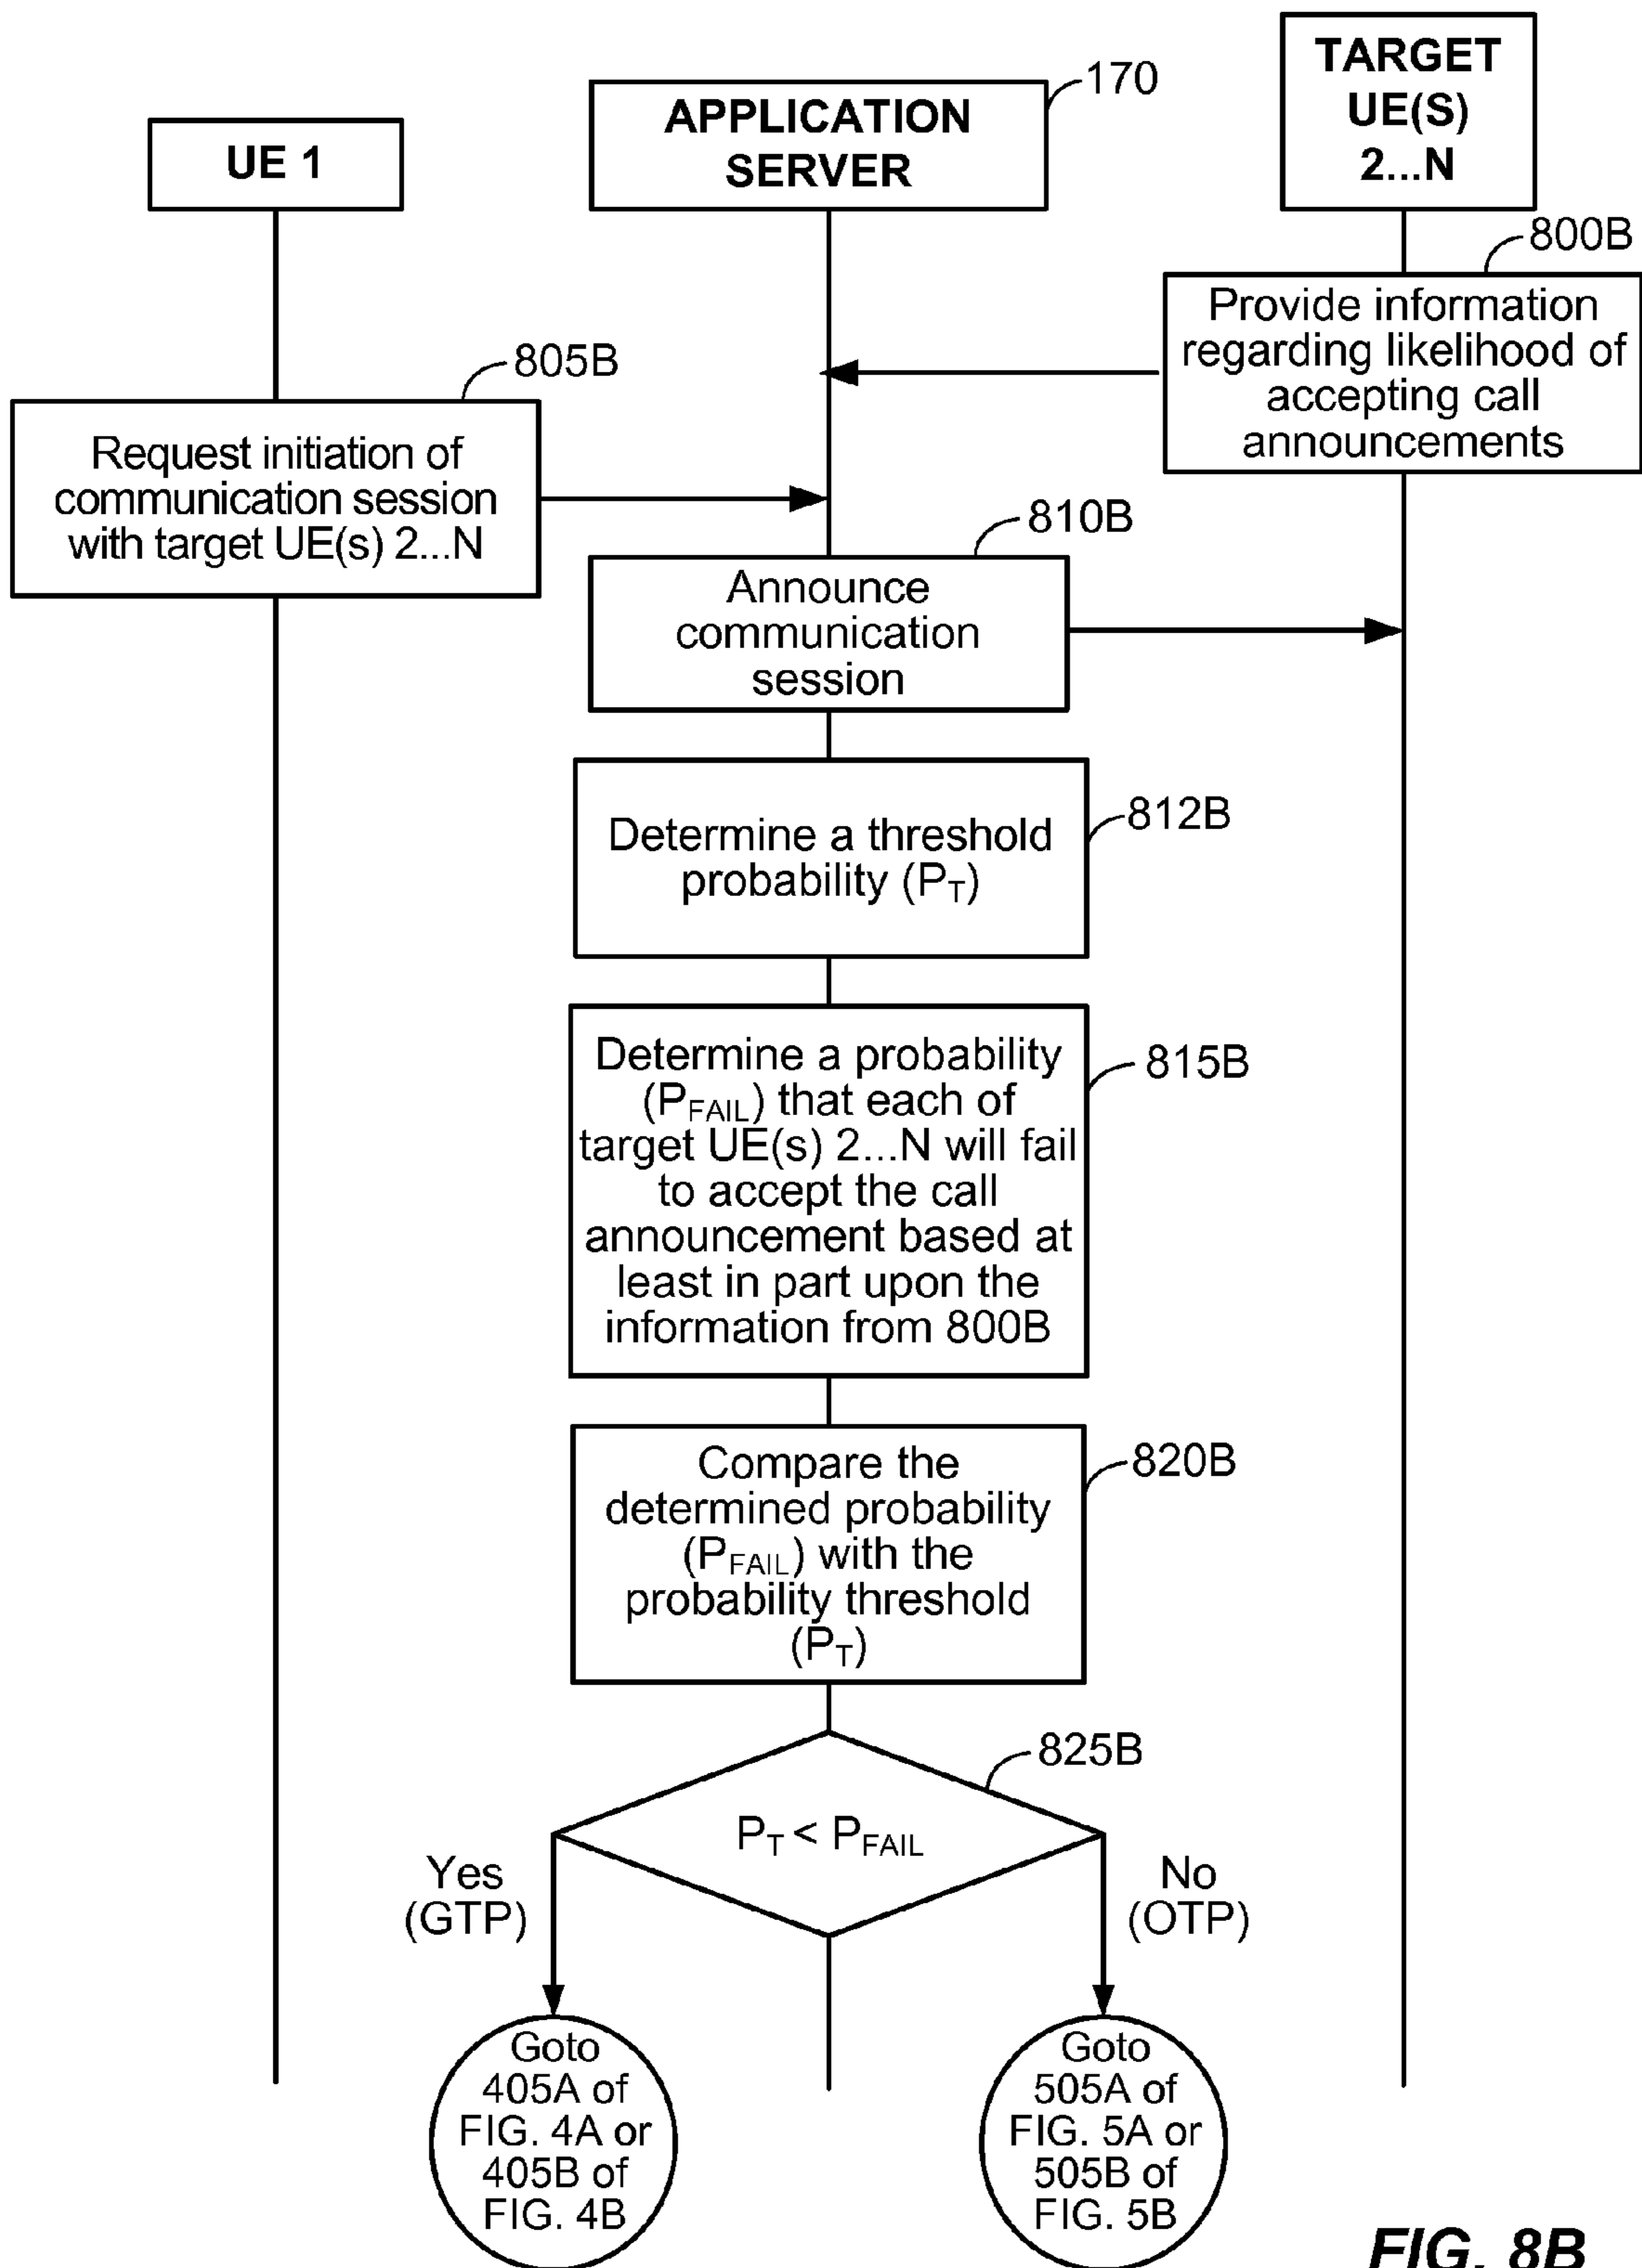 UE 1
APPLICATION
SERVER
170
TARGET
UE(S)
2...N
800B
Provide information
regarding likelihood of
accepting call
announcements
805B
Request initiation of
communication session
with target UE(s) 2...N
810B
Announce
communication
session
812B
Determine a threshold
probability (PT)
815B
Determine a probability
(PFAIL) that each of
target UE(s) 2...N will fail
to accept the call
announcement based at
least in part upon the
information from 800B
820B
Compare the
determined probability
(PFAIL) with the
probability threshold
(PT)
825B
PT < PFAIL
Yes
(GTP)
No
(OTP)
Goto
405A of
FIG. 4A or
405B of
FIG. 4B
Goto
505A of
FIG. 5A or
505B of
FIG. 5B
FIG. 8B